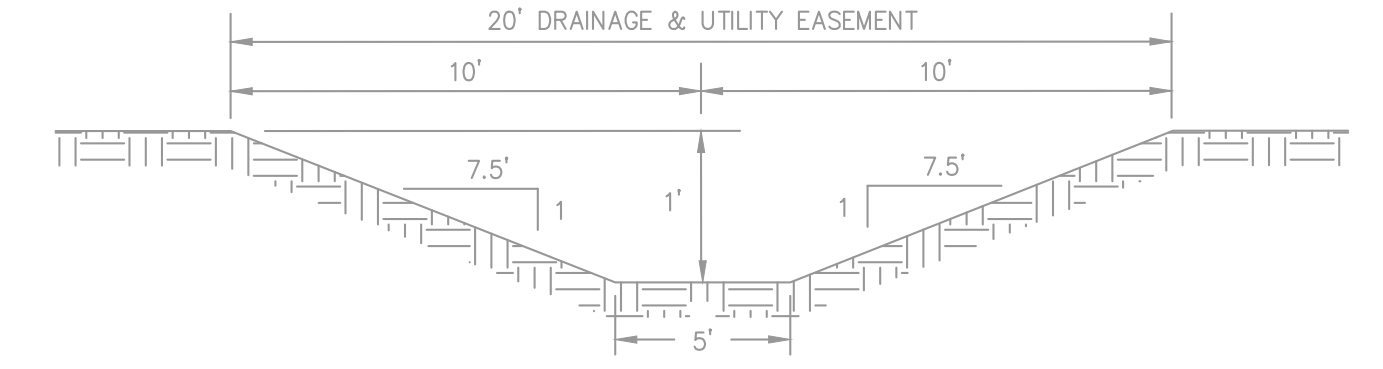 20' DRAINAGE & UTILITY EASEMENT
10' 10'
7.5' 7.5'
1 1' 1
5'